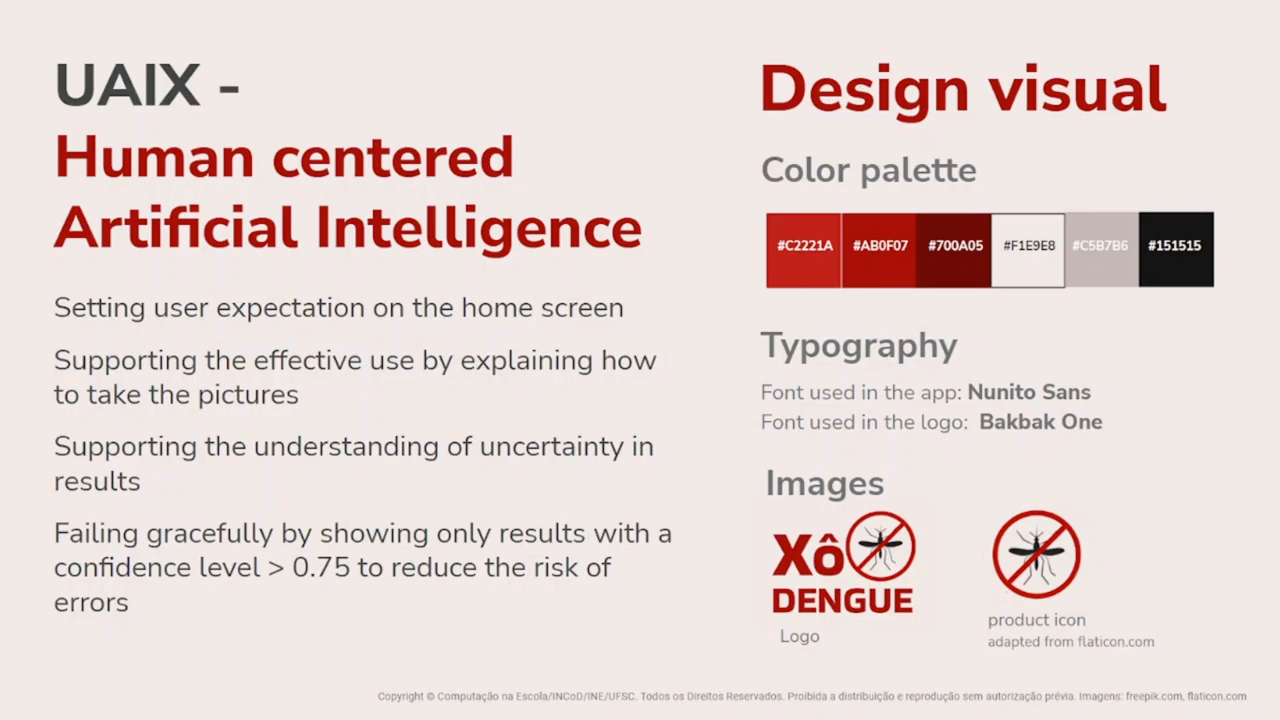 UAIX -
Human centered
Artificial Intelligence
Setting user expectation on the home screen
Supporting the effective use by explaining how
to take the pictures
Supporting the understanding of uncertainty in
results
Failing gracefully by showing only results with a
confidence level > 0.75 to reduce the risk of
errors
Design visual
Color palette
#C2221A #AB0F07 #700A05 #F1E9E8 #C5B7B6 #151515
Typography
Font used in the app: Nunito Sans
Font used in the logo: Bakbak One
Images
Xô
DENGUE
Logo
product icon
adapted from flaticon.com
Copyright © Computação na Escola/INCoD/INE/UFSC. Todos os Direitos Reservados. Proibida a distribuição e reprodução sem autorização prévia. Imagens: freepik.com, flaticon.com